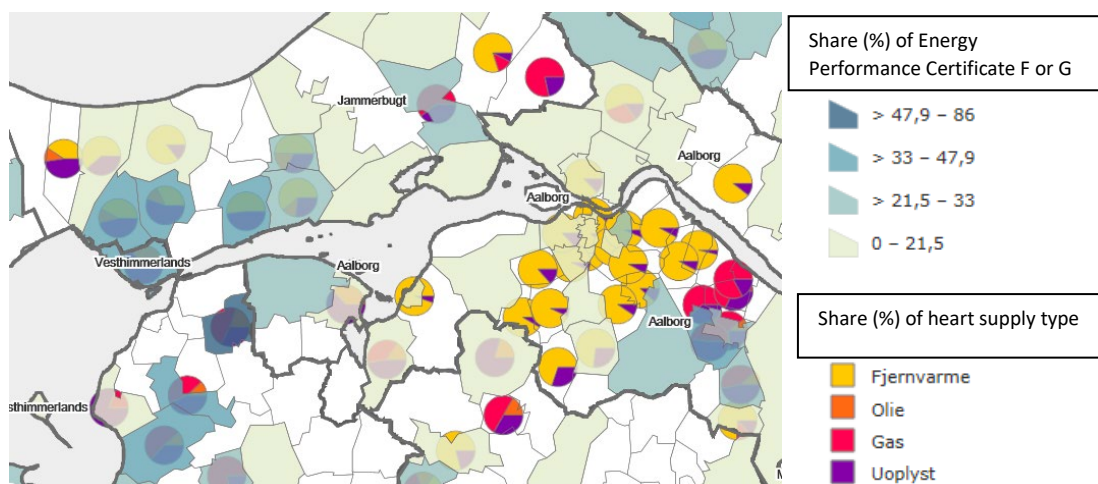 Jammerbugt
Aalborg
Aalborg
Vesthimmerlands
Aalborg
Aalborg
sthimmerlands
M
Share (%) of Energy
Performance Certificate F or G
> 47,9 – 86
> 33 – 47,9
> 21,5 – 33
0 – 21,5
Share (%) of heart supply type
Fjernvarme
Olie
Gas
Uoplyst